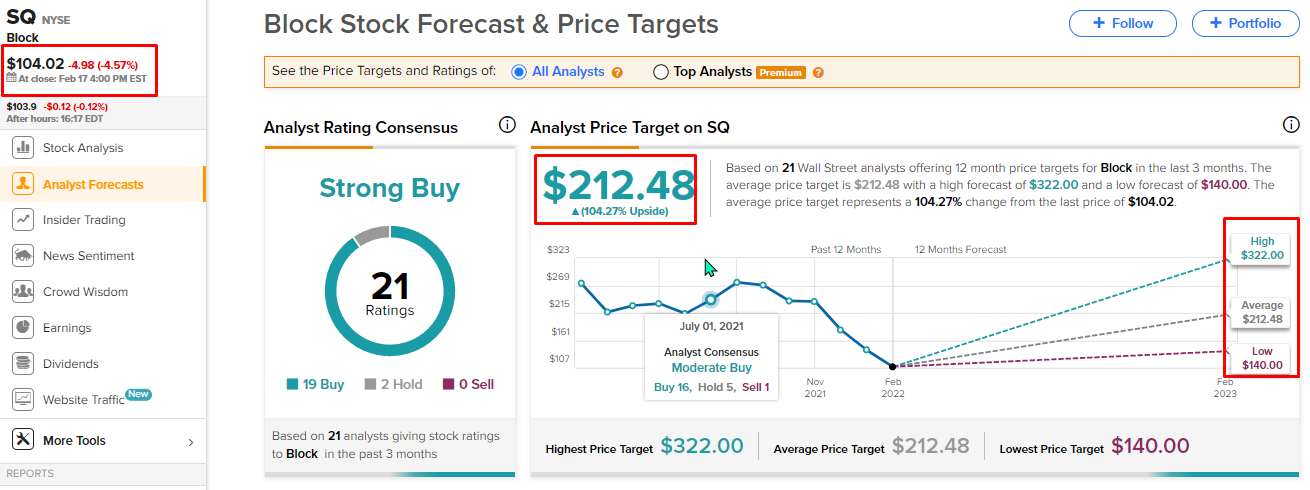 SQ NYSE
Block
$104.02 -4.98 (-4.57%)
At close: Feb 17 4:00 PM EST
$103.9 -$0.12 (-0.12%)
After hours: 16:17 EDT
Stock Analysis
Analyst Forecasts
Insider Trading
News Sentiment
Crowd Wisdom
Earnings
Dividends
Website Traffic New
More Tools
REPORTS
Block Stock Forecast & Price Targets
+ Follow
+ Portfolio
See the Price Targets and Ratings of: All Analysts ? Top Analysts Premium ?
Analyst Rating Consensus
Strong Buy
21
Ratings
19 Buy 2 Hold 0 Sell
Based on 21 analysts giving stock ratings
to Block in the past 3 months
Analyst Price Target on SQ
$212.48
▲(104.27% Upside)
Based on 21 Wall Street analysts offering 12 month price targets for Block in the last 3 months. The
average price target is $212.48 with a high forecast of $322.00 and a low forecast of $140.00. The
average price target represents a 104.27% change from the last price of $104.02.
Past 12 Months 12 Months Forecast
$323
$269
$215
$161
$107
July 01, 2021
Analyst Consensus
Moderate Buy
Buy 16, Hold 5, Sell 1
Nov
2021
Feb
2022
Feb
2023
High
$322.00
Average
$212.48
Low
$140.00
Highest Price Target $322.00 Average Price Target $212.48 Lowest Price Target $140.00